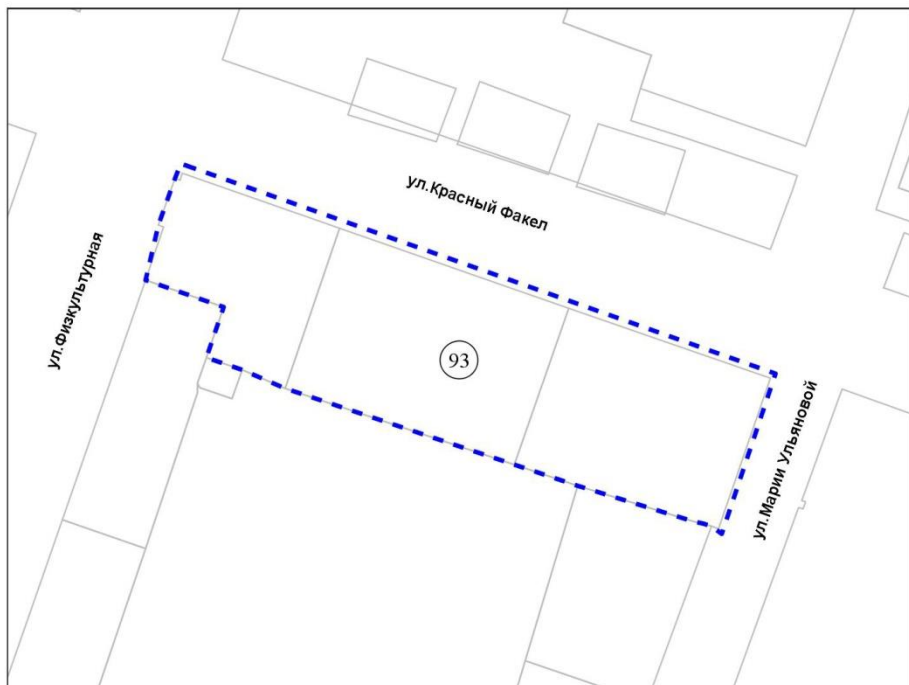 ул.Красный Факел
ул.Физкультурная
93
ул.Марии Ульяновой